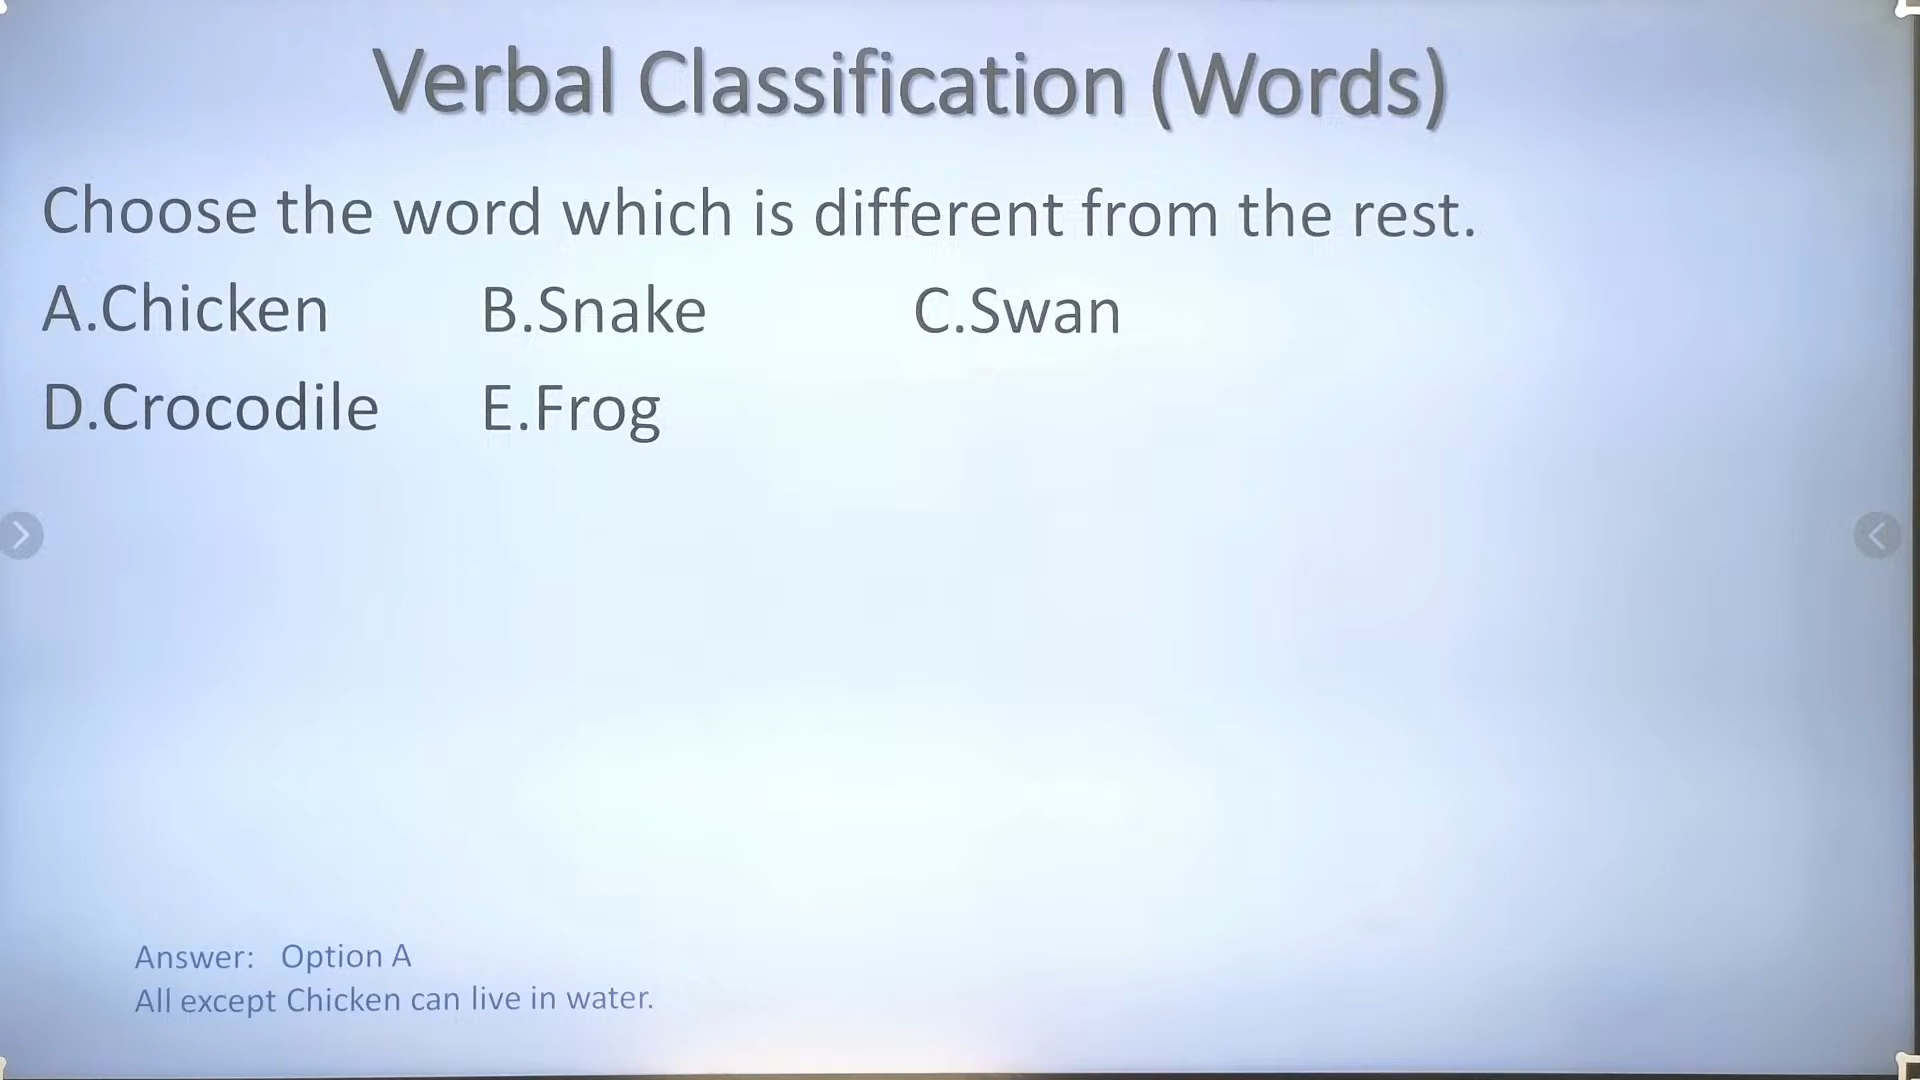 Verbal Classification (Words)
Choose the word which is different from the rest.
A.Chicken B.Snake C.Swan
D.Crocodile E.Frog
Answer: Option A
All except Chicken can live in water.